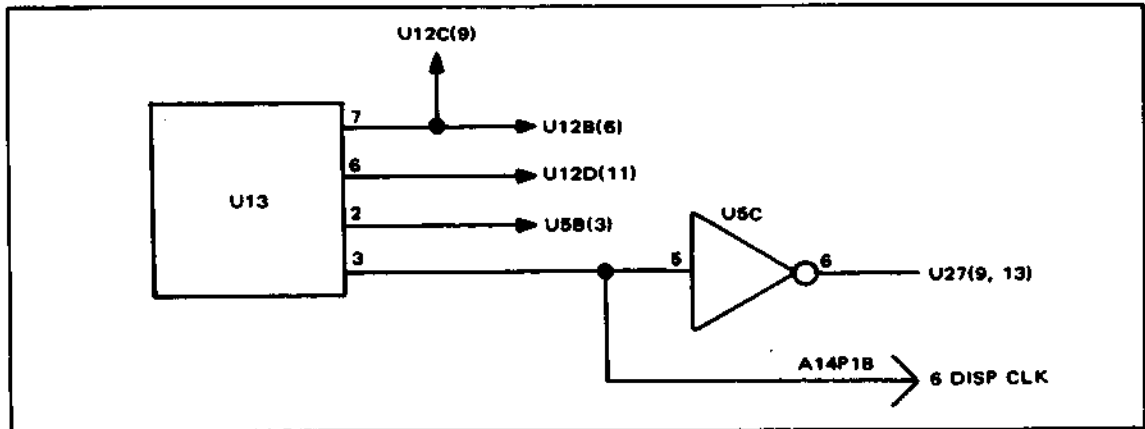 U12C(9)
7
U12B(6)
6
U12D(11)
U13
2
U5B(3)
U5C
3
5
6
U27(9, 13)
A14P1B
6 DISP CLK